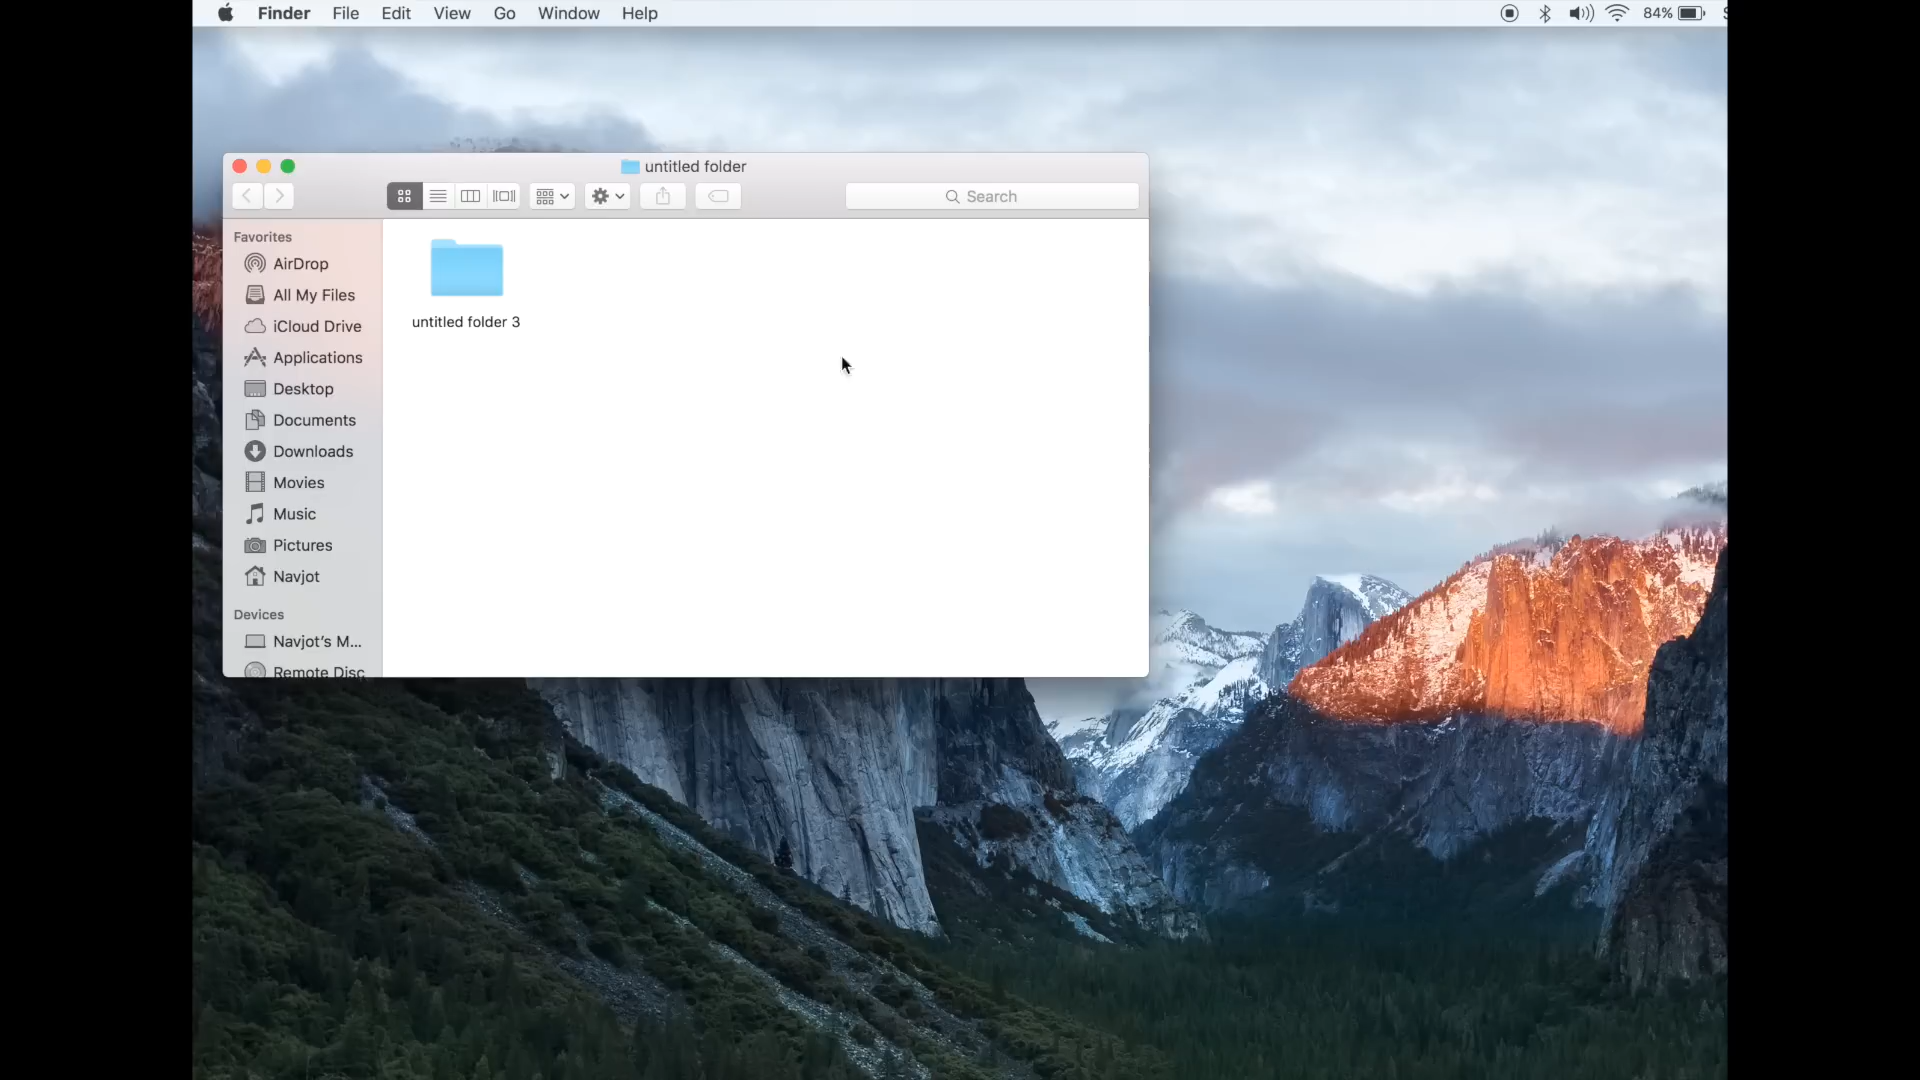 Finder File Edit View Go Window Help 84%
untitled folder
Search
Favorites
AirDrop
All My Files
iCloud Drive
Applications
Desktop
Documents
Downloads
Movies
Music
Pictures
Navjot
Devices
Navjot's M...
Remote Disc
untitled folder 3